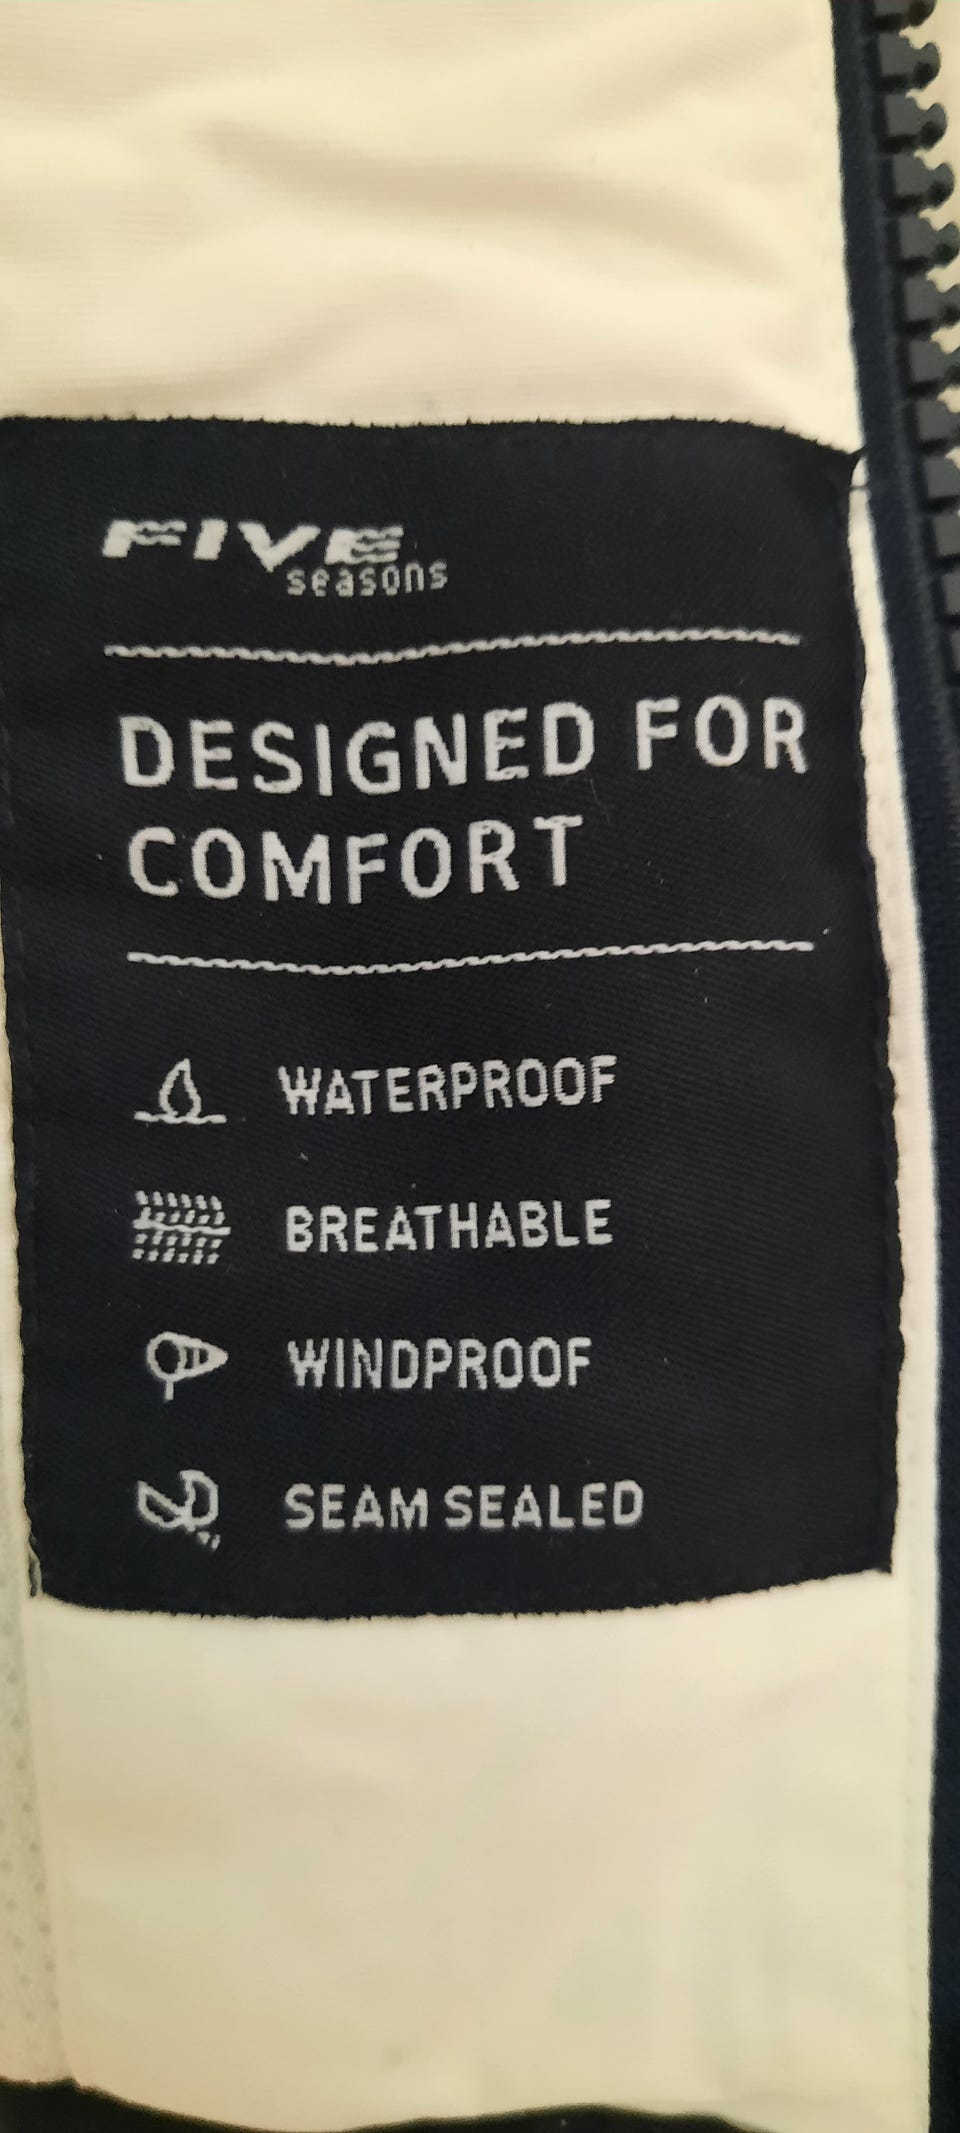 FIVE
seasons
DESIGNED FOR
COMFORT
WATERPROOF
BREATHABLE
WINDPROOF
SEAM SEALED